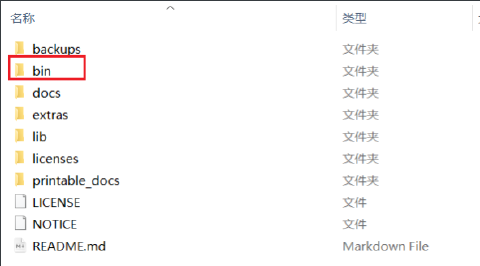 名称 类型
backups 文件夹
bin 文件夹
docs 文件夹
extras 文件夹
lib 文件夹
licenses 文件夹
printable_docs 文件夹
LICENSE 文件
NOTICE 文件
README.md Markdown File